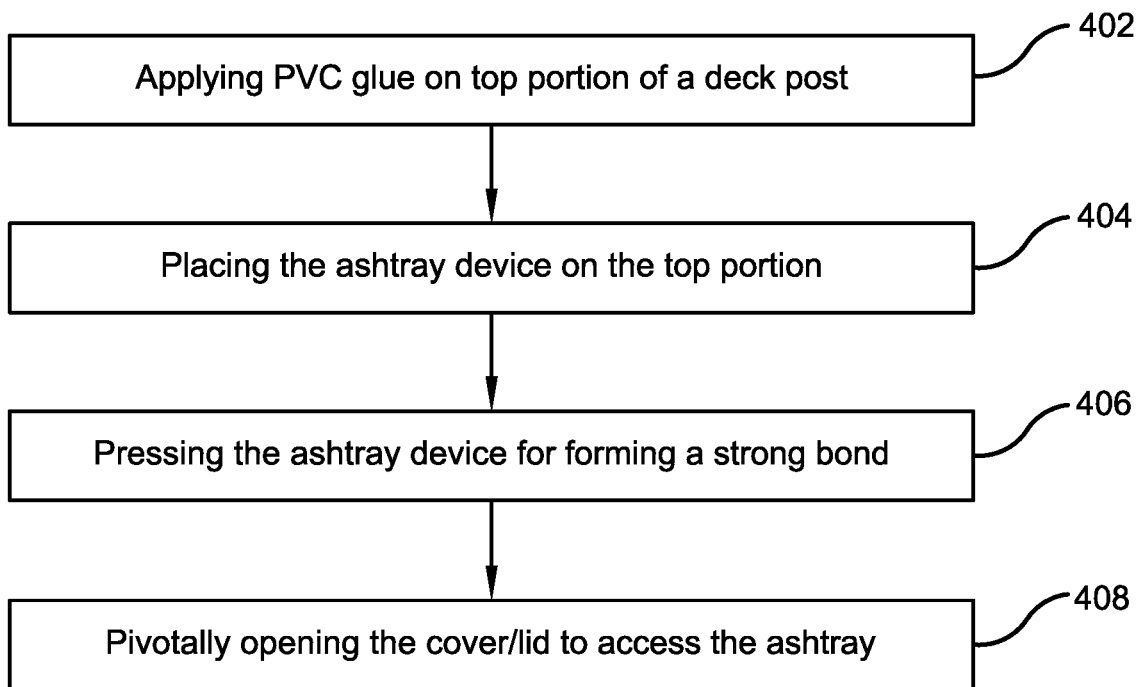 402
Applying PVC glue on top portion of a deck post
404
Placing the ashtray device on the top portion
406
Pressing the ashtray device for forming a strong bond
408
Pivotally opening the cover/lid to access the ashtray